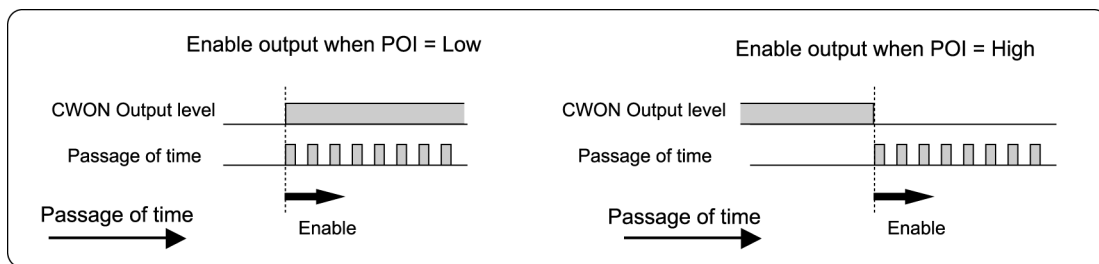 Enable output when POI = Low
CWON Output level
Passage of time
Enable
Passage of time
Enable output when POI = High
CWON Output level
Passage of time
Enable
Passage of time